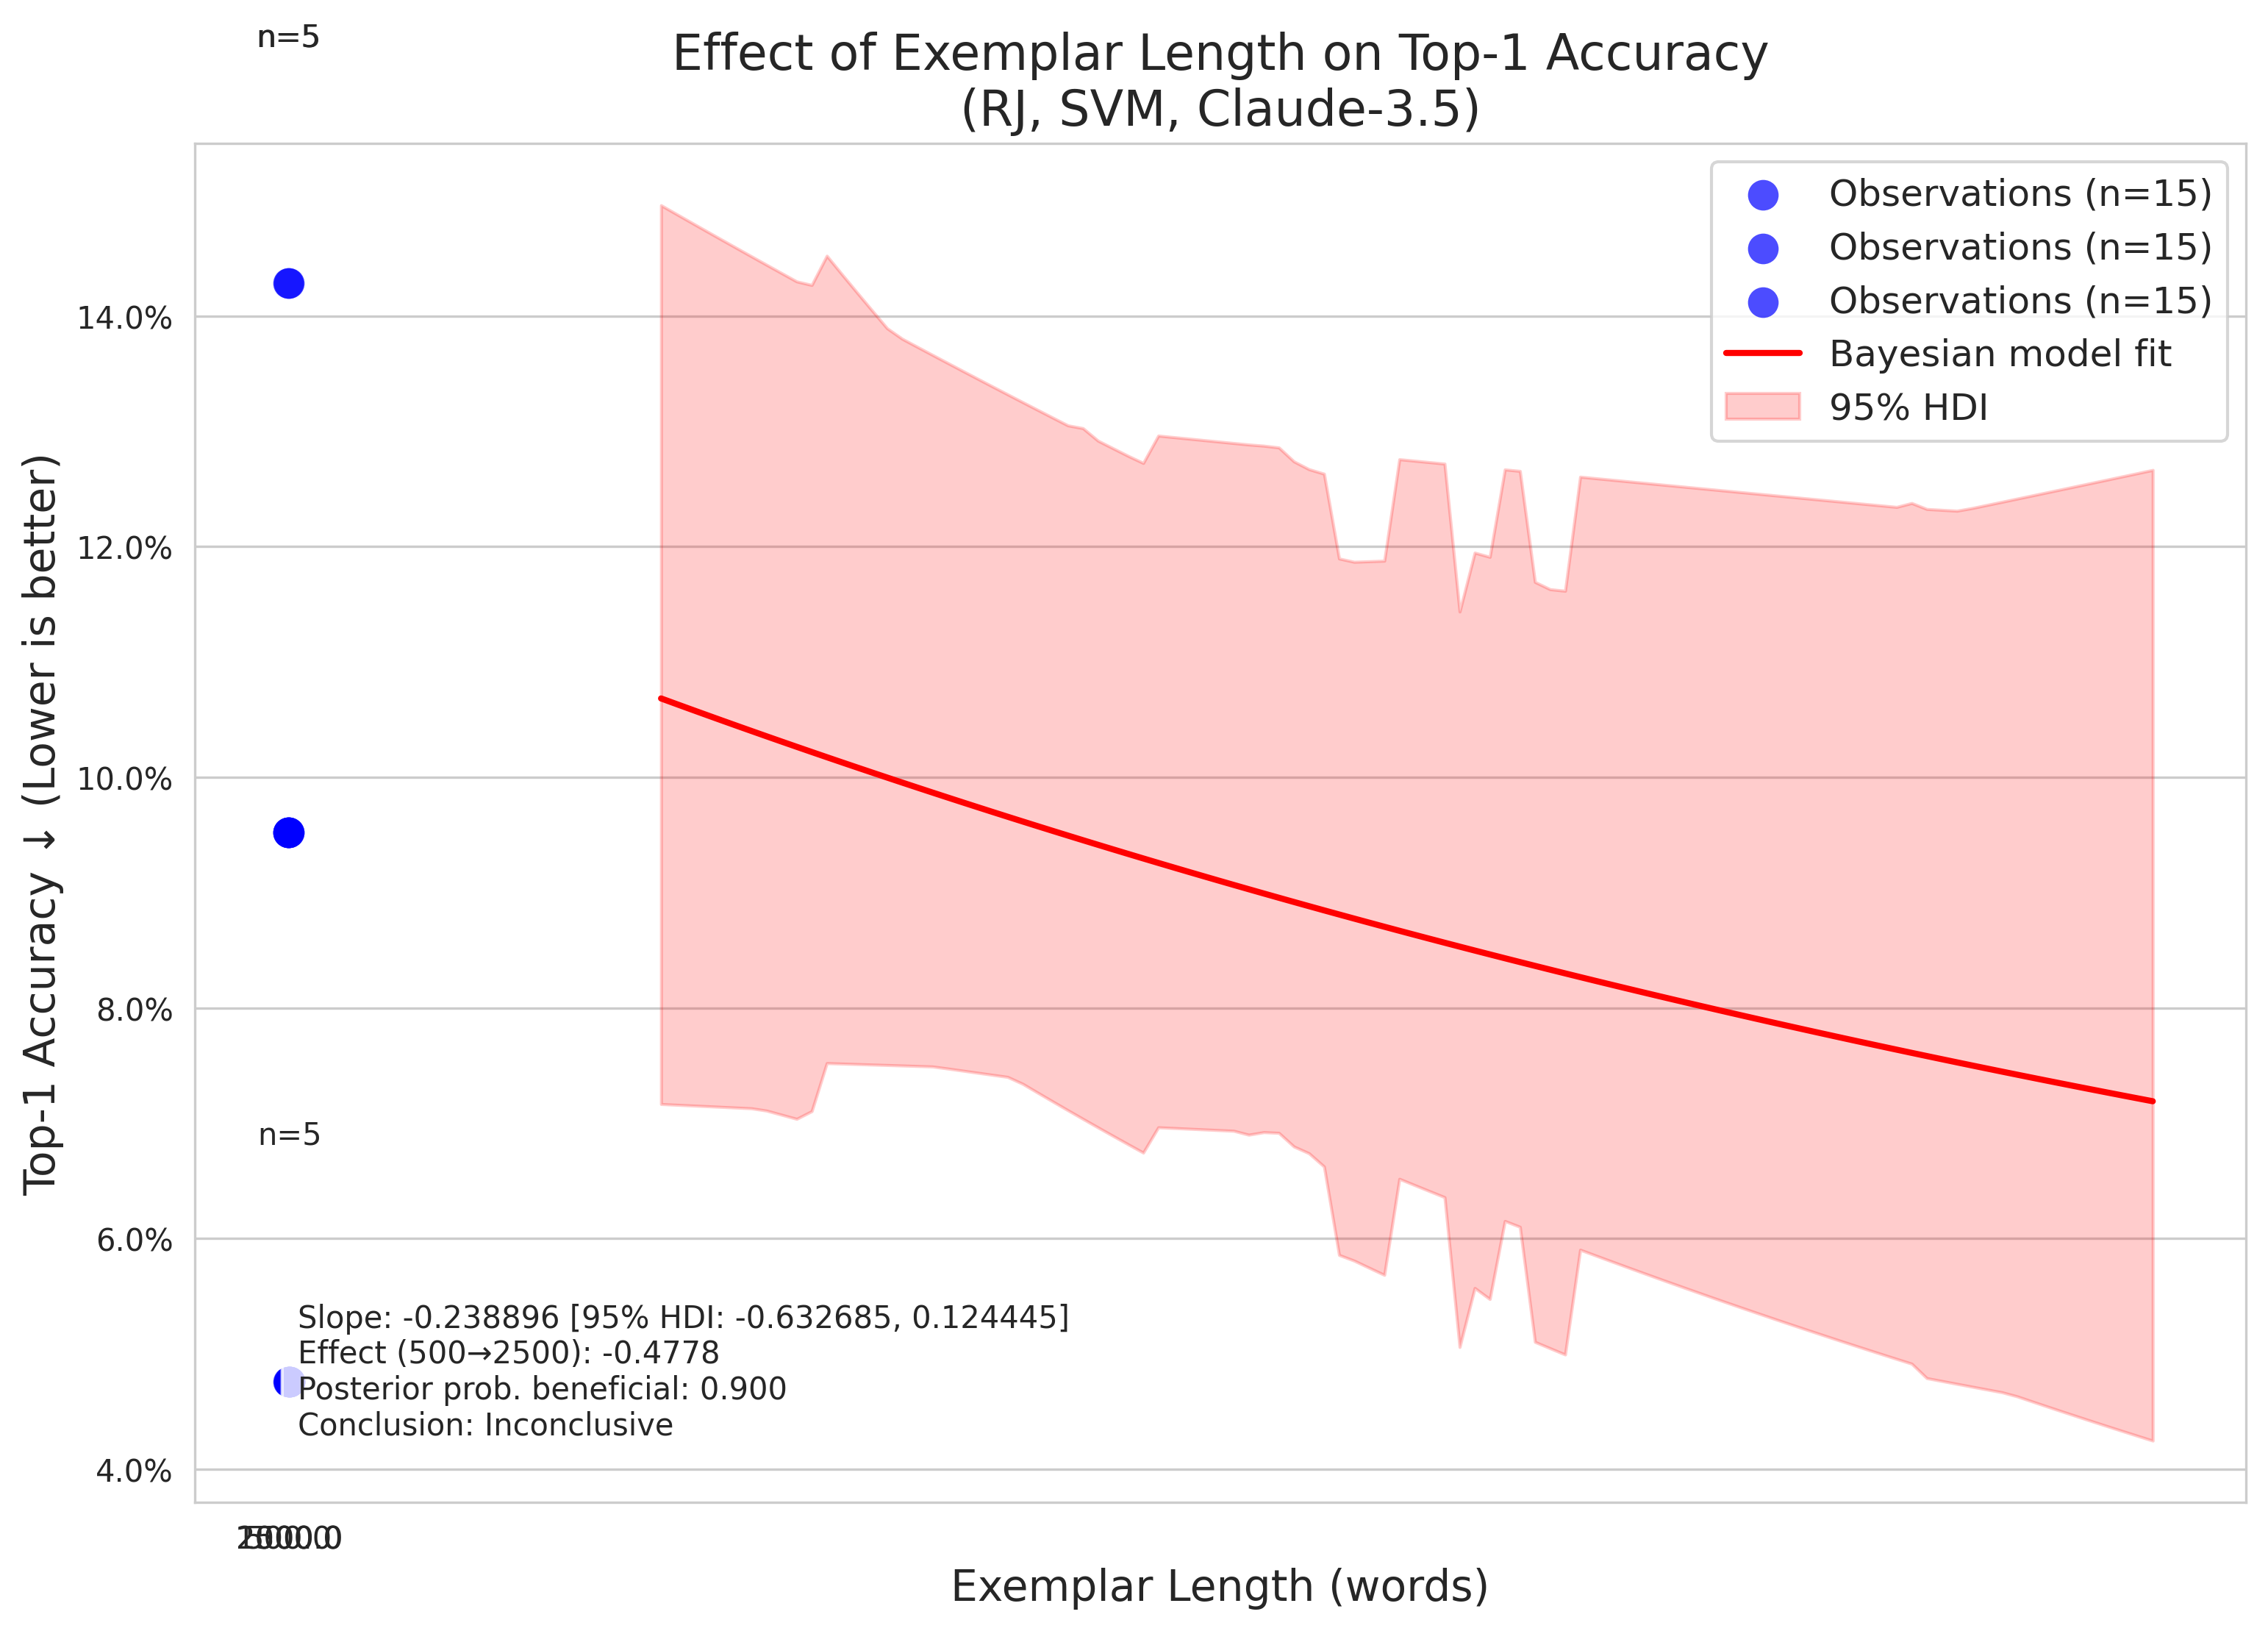 n=5
Effect of Exemplar Length on Top-1 Accuracy
(RJ, SVM, Claude-3.5)
Observations (n=15)
Observations (n=15)
Observations (n=15)
Bayesian model fit
95% HDI
Top-1 Accuracy ↓ (Lower is better)
14.0%
12.0%
10.0%
8.0%
6.0%
4.0%
n=5
Slope: -0.238896 [95% HDI: -0.632685, 0.124445]
Effect (500→2500): -0.4778
Posterior prob. beneficial: 0.900
Conclusion: Inconclusive
Exemplar Length (words)